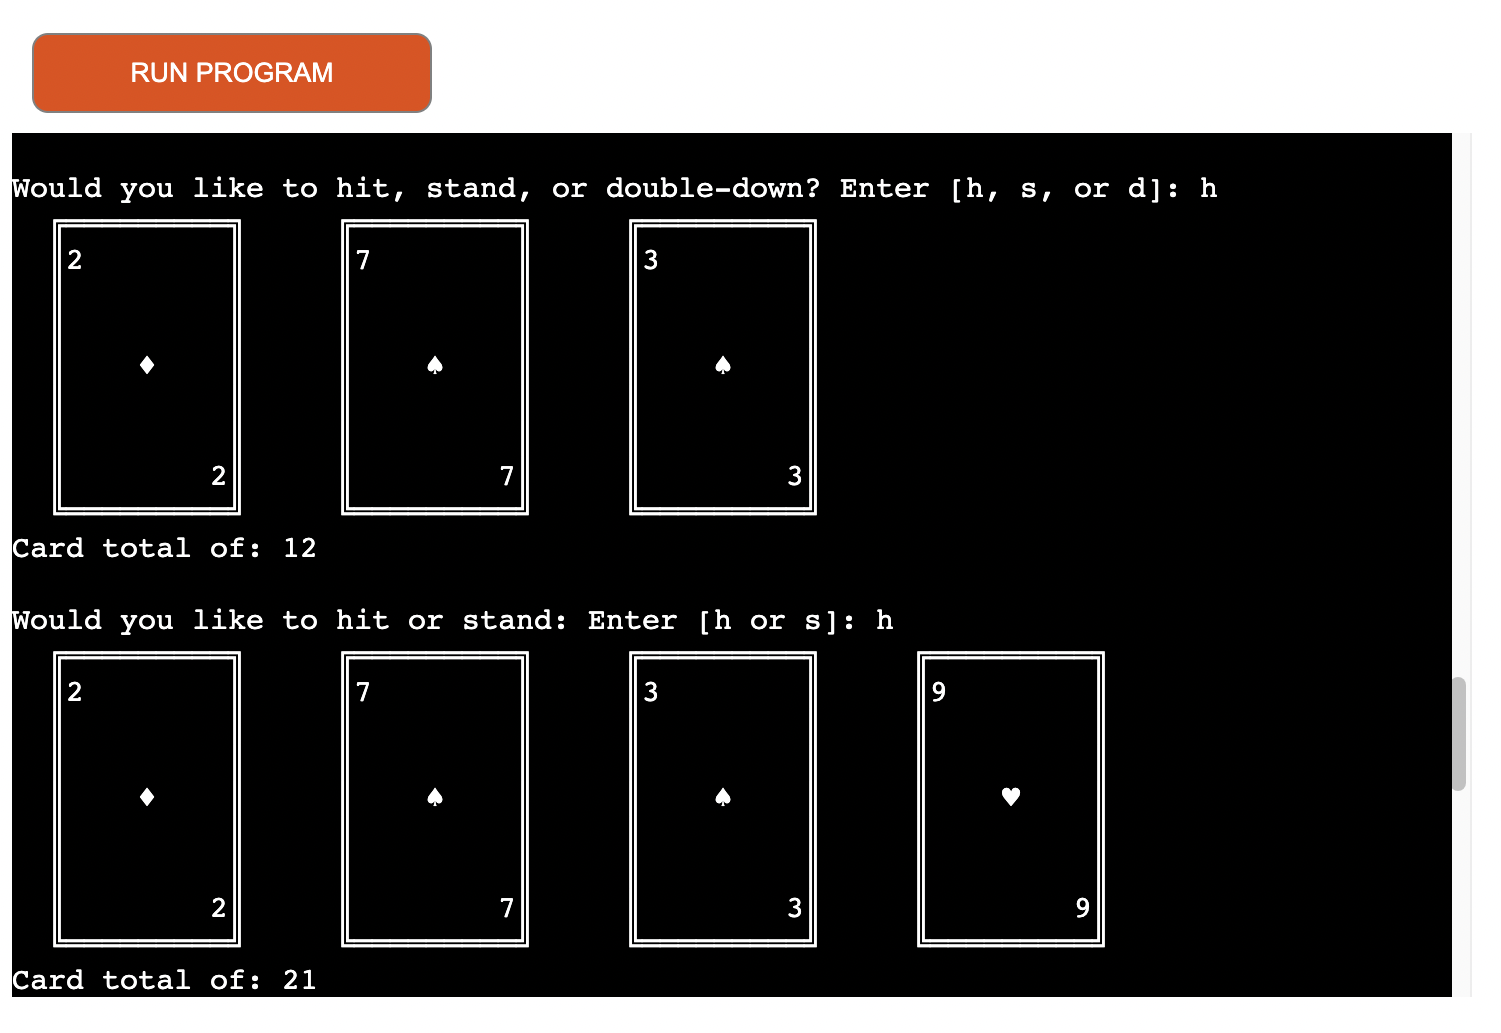 RUN PROGRAM
Would you like to hit, stand, or double-down? Enter [h, s, or d]: h
2 7 3
♦ ♠ ♠
2 7 3
Card total of: 12
Would you like to hit or stand: Enter [h or s]: h
2 7 3 9
♦ ♠ ♠ ♥
2 7 3 9
Card total of: 21